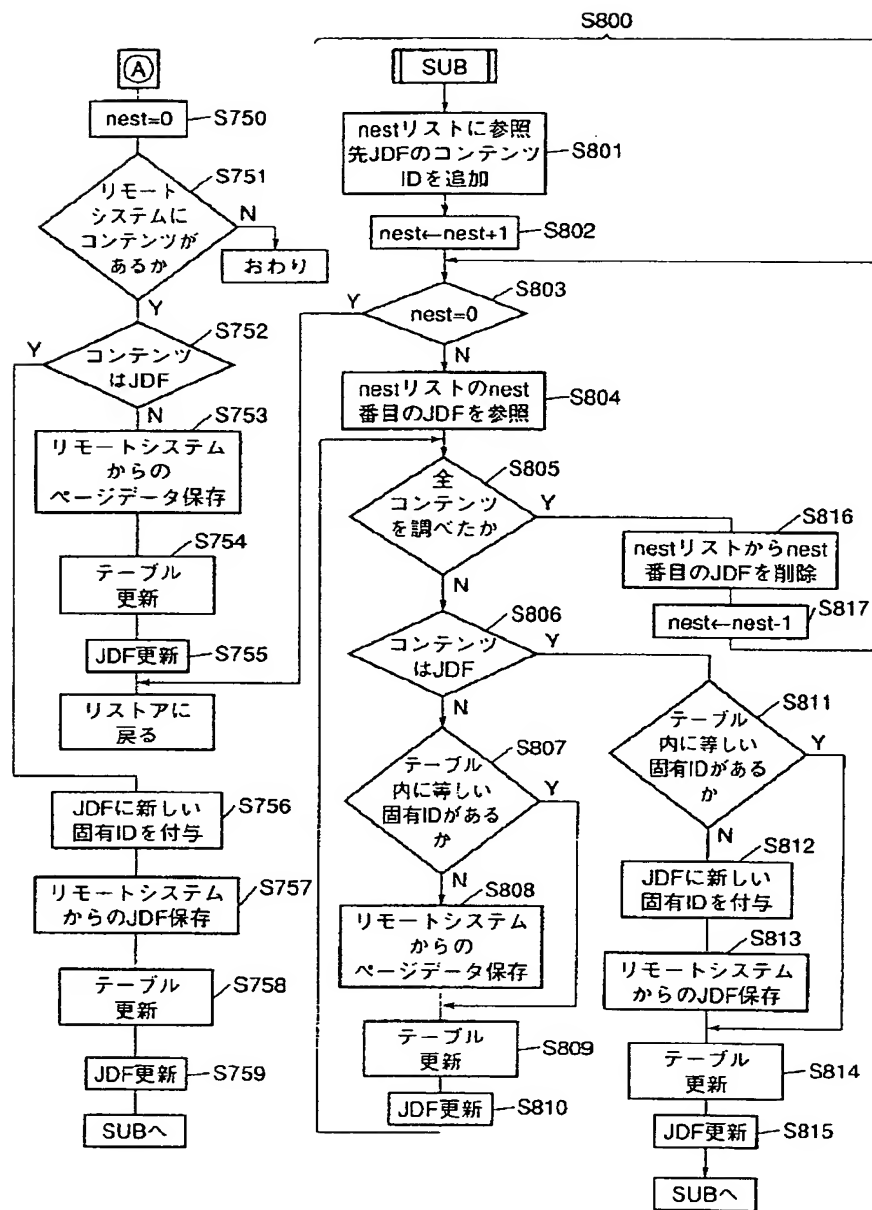 S800
A
nest=0
S750
リモート
システムに
コンテンツが
あるか
S751
N
おわり
Y
コンテンツ
はJDF
S752
Y
N
リモートシステム
からの
ページデータ保存
S753
テーブル
更新
S754
JDF更新
S755
リストアに
戻る
JDFに新しい
固有IDを付与
S756
リモートシステム
からのJDF保存
S757
テーブル
更新
S758
JDF更新
S759
SUBへ
SUB
nestリストに参照
先JDFのコンテンツ
IDを追加
S801
nest←nest+1
S802
nest=0
S803
Y
N
nestリストのnest
番目のJDFを参照
S804
全
コンテンツ
を調べたか
S805
Y
N
コンテンツ
はJDF
S806
Y
N
テーブル
内に等しい
固有IDがある
か
S807
Y
N
リモートシステム
からの
ページデータ保存
S808
テーブル
更新
S809
JDF更新
S810
nestリストからnest
番目のJDFを削除
S816
nest←nest-1
S817
テーブル
内に等しい
固有IDがある
か
S811
Y
N
JDFに新しい
固有IDを付与
S812
リモートシステム
からのJDF保存
S813
テーブル
更新
S814
JDF更新
S815
SUBへ